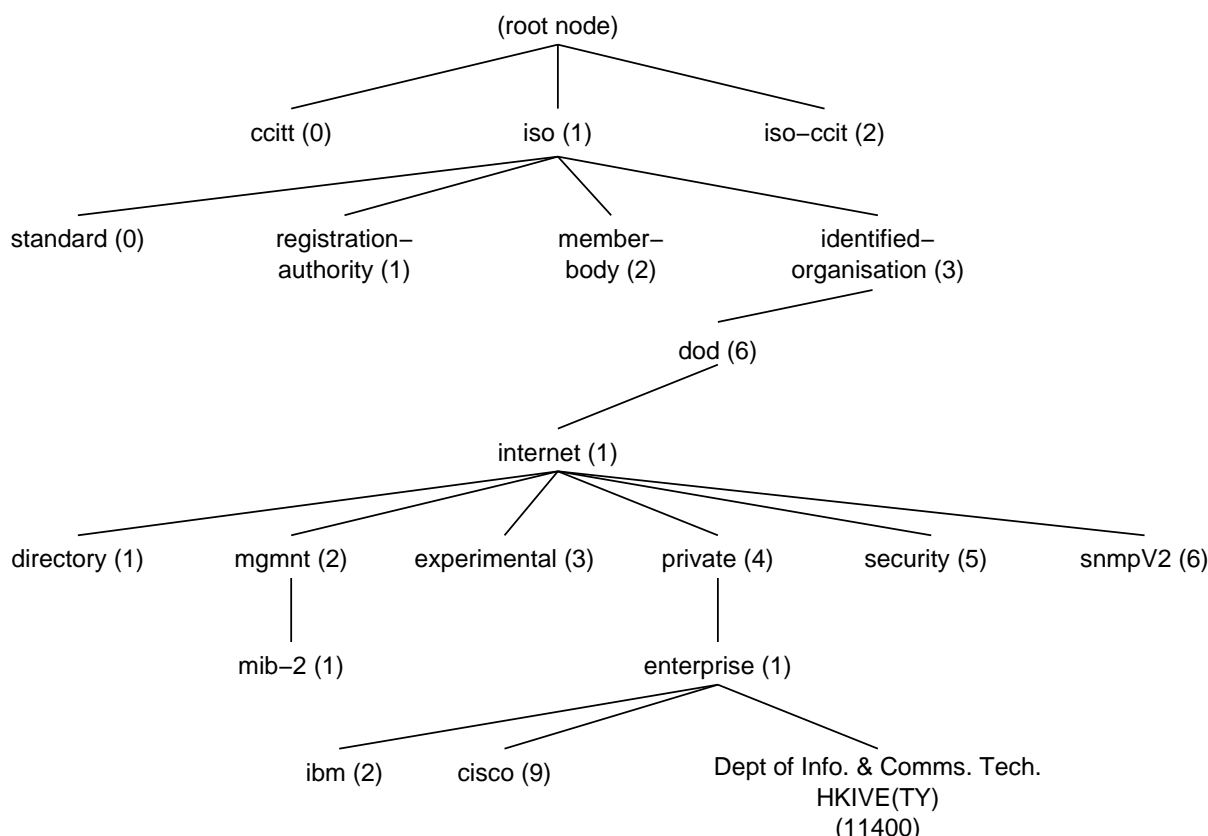 (root node)
ccitt (0)
iso (1)
iso−ccit (2)
standard (0)
registration−
authority (1)
member−
body (2)
identified−
organisation (3)
dod (6)
internet (1)
directory (1)
mgmnt (2)
experimental (3)
private (4)
security (5)
snmpV2 (6)
mib−2 (1)
enterprise (1)
ibm (2)
cisco (9)
Dept of Info. & Comms. Tech.
HKIVE(TY)
(11400)